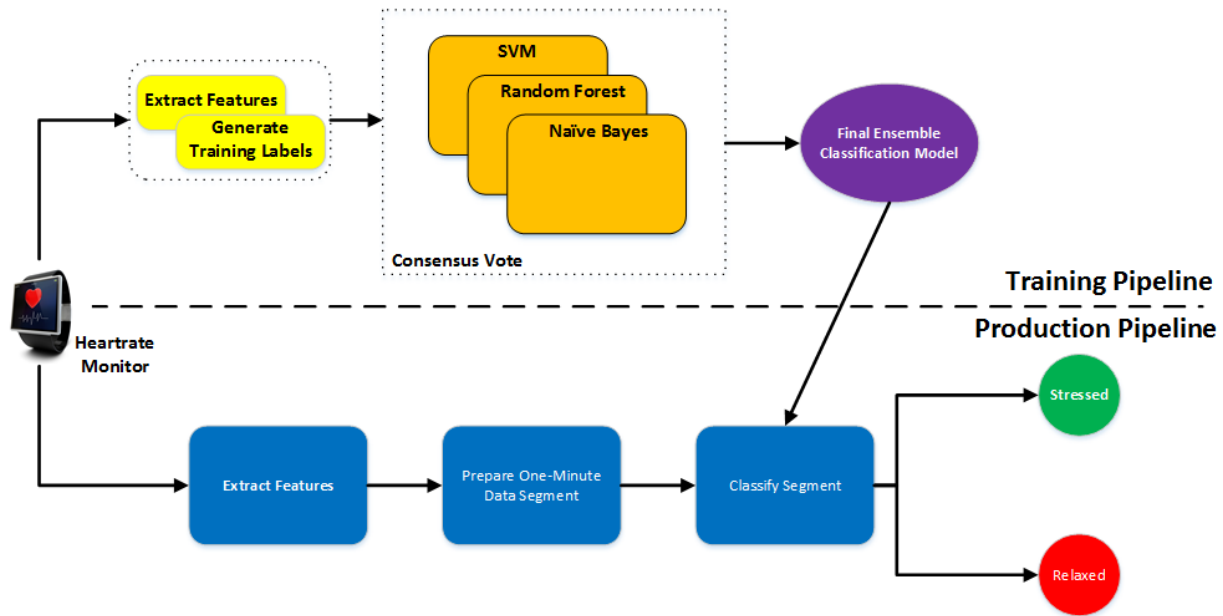 SVM
Random Forest
Naïve Bayes
Extract Features
Generate
Training Labels
Final Ensemble
Classification Model
Consensus Vote
Training Pipeline
Production Pipeline
Heartrate
Monitor
Stressed
Extract Features
Prepare One-Minute
Data Segment
Classify Segment
Relaxed